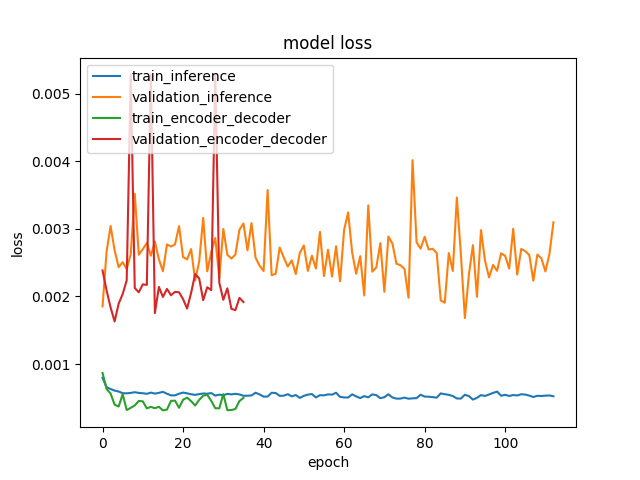 model loss
train_inference
validation_inference
train_encoder_decoder
validation_encoder_decoder
0.005
0.004
0.003
0.002
0.001
loss
0 20 40 60 80 100
epoch